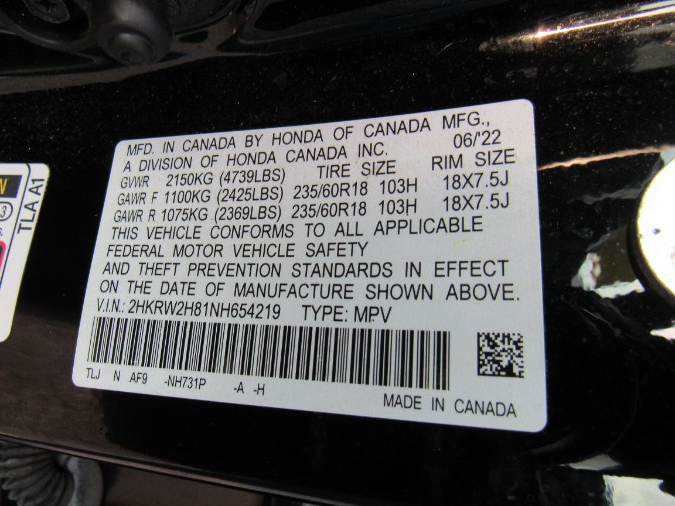 MFD. IN CANADA BY HONDA OF CANADA MFG.,
A DIVISION OF HONDA CANADA INC. 06/'22
GVWR 2150KG (4739LBS) TIRE SIZE RIM SIZE
GAWR F 1100KG (2425LBS) 235/60R18 103H 18X7.5J
GAWR R 1075KG (2369LBS) 235/60R18 103H 18X7.5J
THIS VEHICLE CONFORMS TO ALL APPLICABLE
FEDERAL MOTOR VEHICLE SAFETY
AND THEFT PREVENTION STANDARDS IN EFFECT
ON THE DATE OF MANUFACTURE SHOWN ABOVE.
V.I.N.: 2HKRW2H81NH654219 TYPE: MPV
TLJ N AF9 -NH731P -A -H
MADE IN CANADA
TLA A1